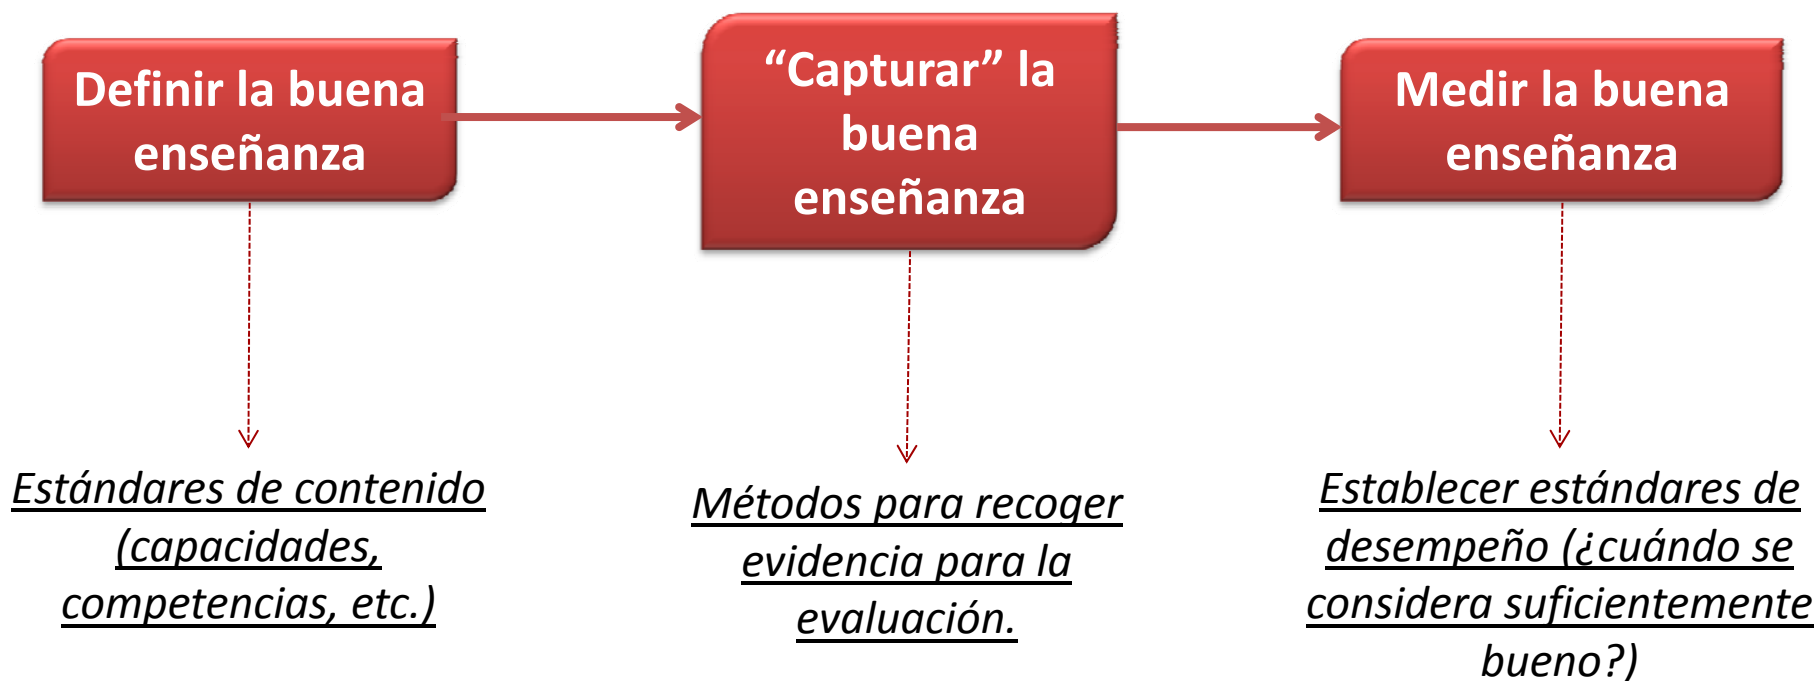 Definir la buena
enseñanza
“Capturar” la
buena
enseñanza
Medir la buena
enseñanza
Estándares de contenido
(capacidades,
competencias, etc.)
Métodos para recoger
evidencia para la
evaluación.
Establecer estándares de
desempeño (¿cuándo se
considera suficientemente
bueno?)